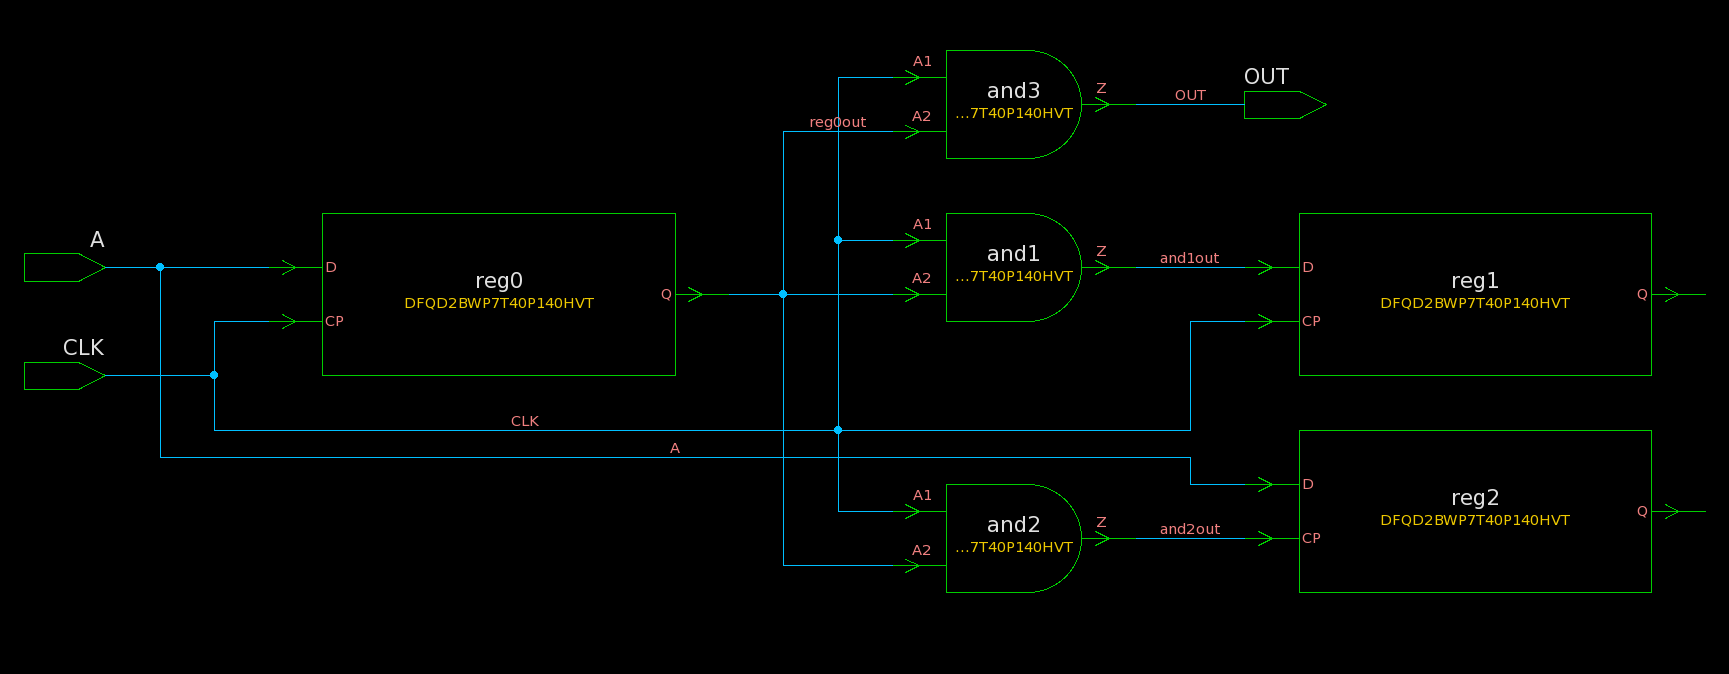 A1
and3
Z
OUT
…7T40P140HVT
OUT
reg0out
A2
A
D
reg0
DFQD2BWP7T40P140HVT
Q
CP
A1
and1
Z
…7T40P140HVT
A2
and1out
D
reg1
DFQD2BWP7T40P140HVT
Q
CP
CLK
CLK
A
A1
and2
Z
…7T40P140HVT
A2
and2out
D
reg2
DFQD2BWP7T40P140HVT
Q
CP